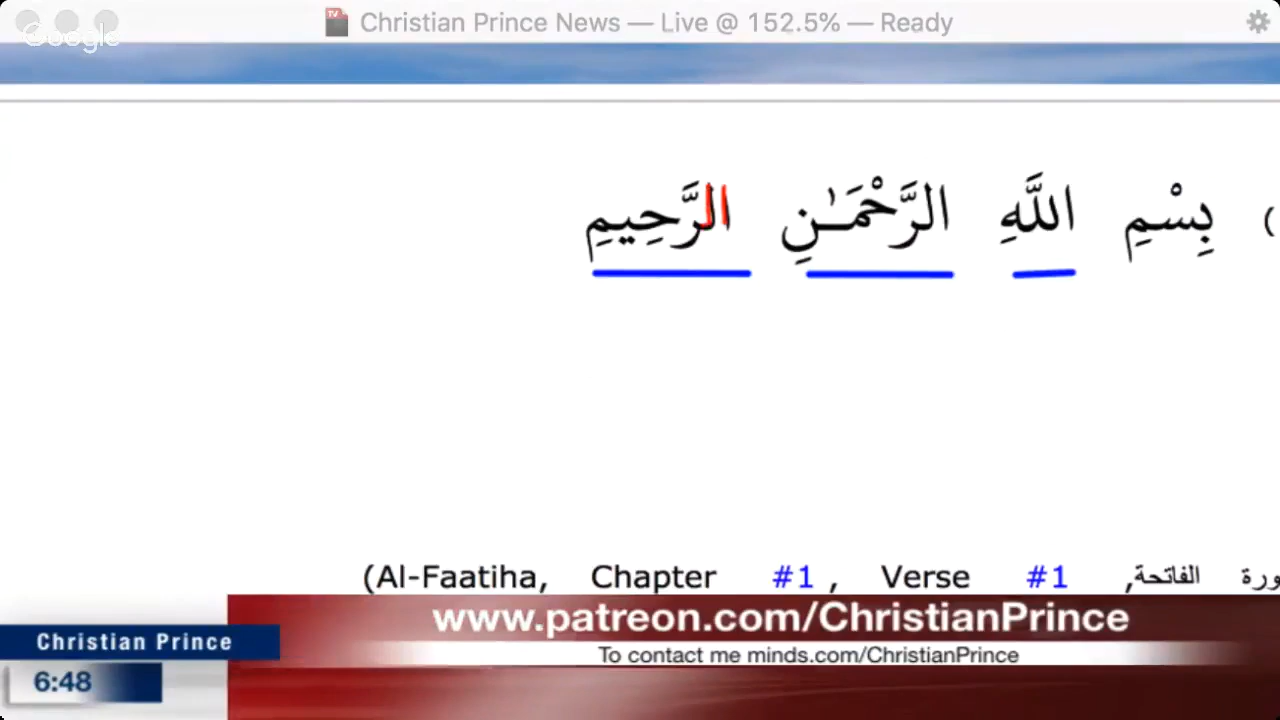 Christian Prince News — Live @ 152.5% — Ready
Google
( بِسْمِ اللَّهِ الرَّحْمَـٰنِ الرَّحِيمِ
(Al-Faatiha, Chapter #1, Verse #1 ,الفاتحة
www.patreon.com/ChristianPrince
Christian Prince
To contact me minds.com/ChristianPrince
6:48